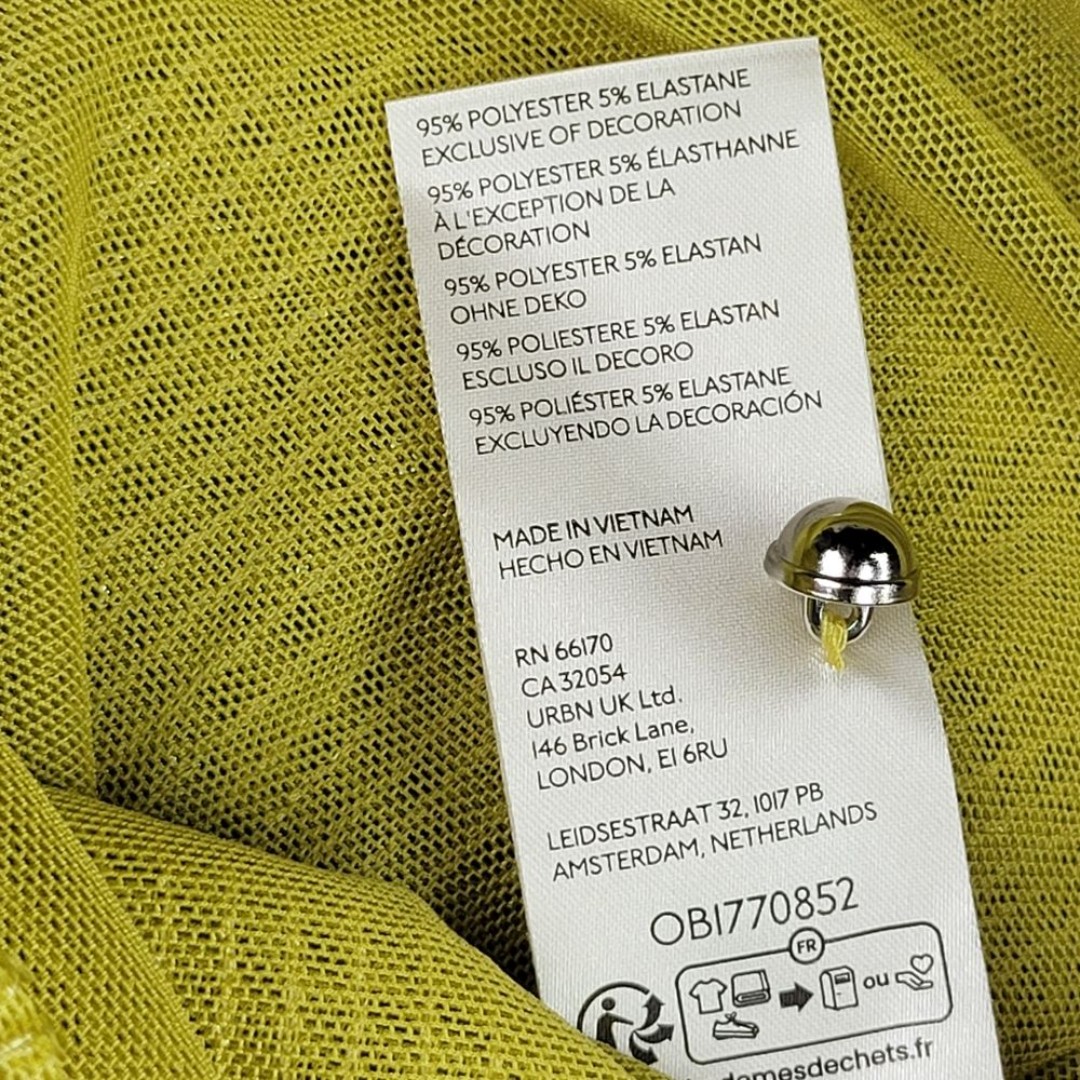 95% POLYESTER 5% ELASTANE
EXCLUSIVE OF DECORATION
95% POLYESTER 5% ÉLASTHANNE
À L'EXCEPTION DE LA
DÉCORATION
95% POLYESTER 5% ELASTAN
OHNE DEKO
95% POLIESTERE 5% ELASTAN
ESCLUSO IL DECORO
95% POLIÉSTER 5% ELASTANE
EXCLUYENDO LA DECORACIÓN
MADE IN VIETNAM
HECHO EN VIETNAM
RN 66170
CA 32054
URBN UK Ltd.
146 Brick Lane,
LONDON, E1 6RU
LEIDSESTRAAT 32, 1017 PB
AMSTERDAM, NETHERLANDS
OB1770852
FR
ou